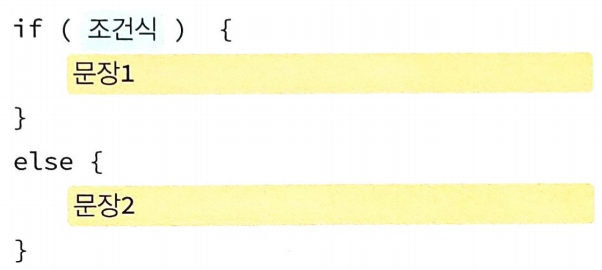 if ( 조건식 ) {
문장1
}
else {
문장2
}